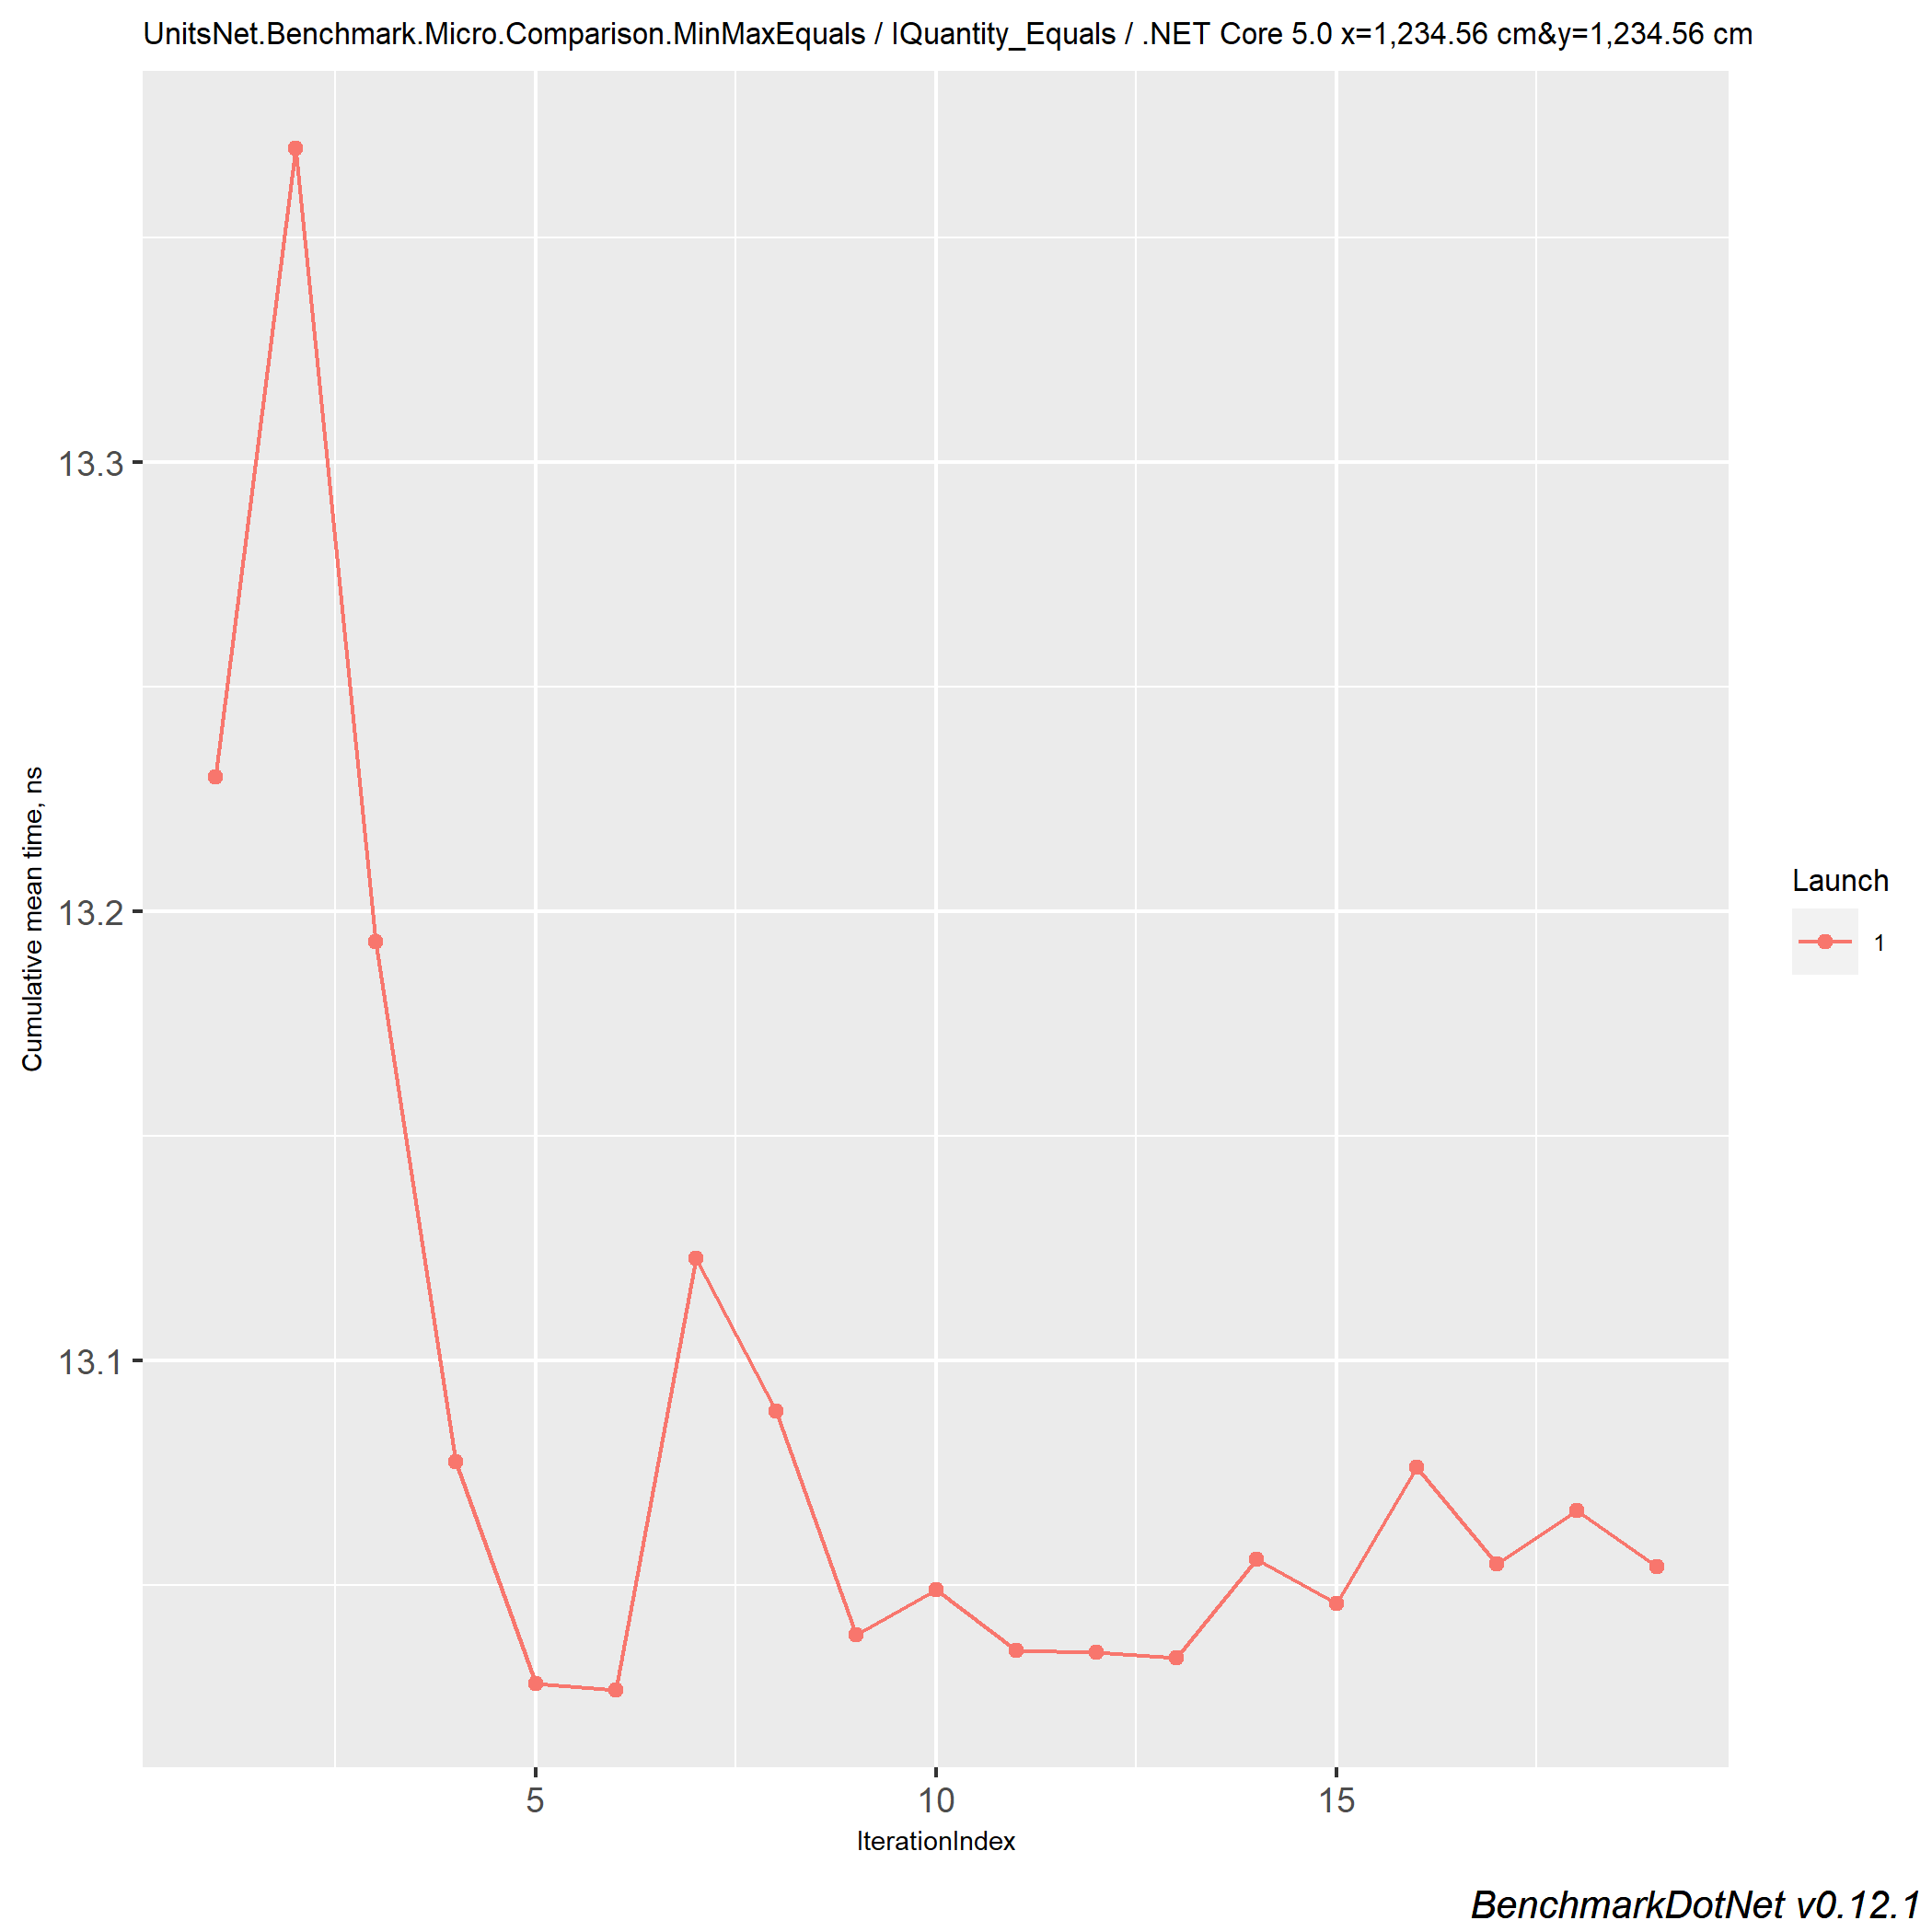 UnitsNet.Benchmark.Micro.Comparison.MinMaxEquals / IQuantity_Equals / .NET Core 5.0 x=1,234.56 cm&y=1,234.56 cm
Cumulative mean time, ns
13.3
13.2
13.1
5
10
15
IterationIndex
Launch
1
BenchmarkDotNet v0.12.1